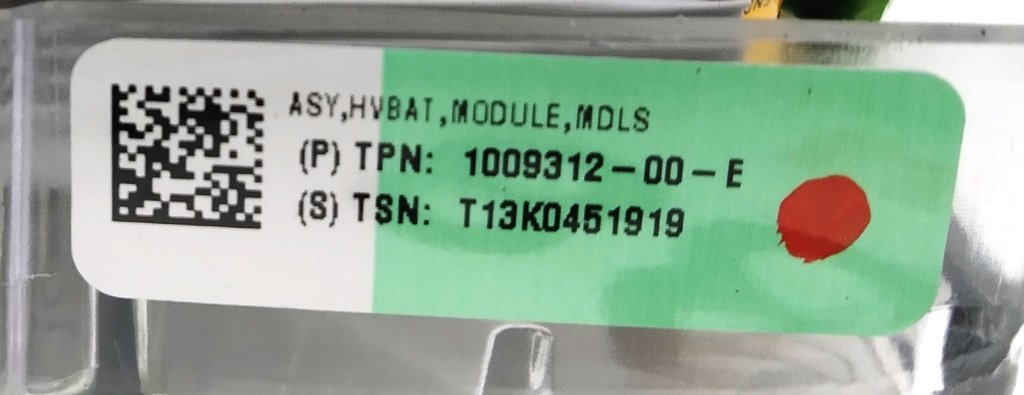 ASY,HVBAT,MODULE,MDLS
(P) TPN: 1009312-00-E
(S) TSN: T13K0451919